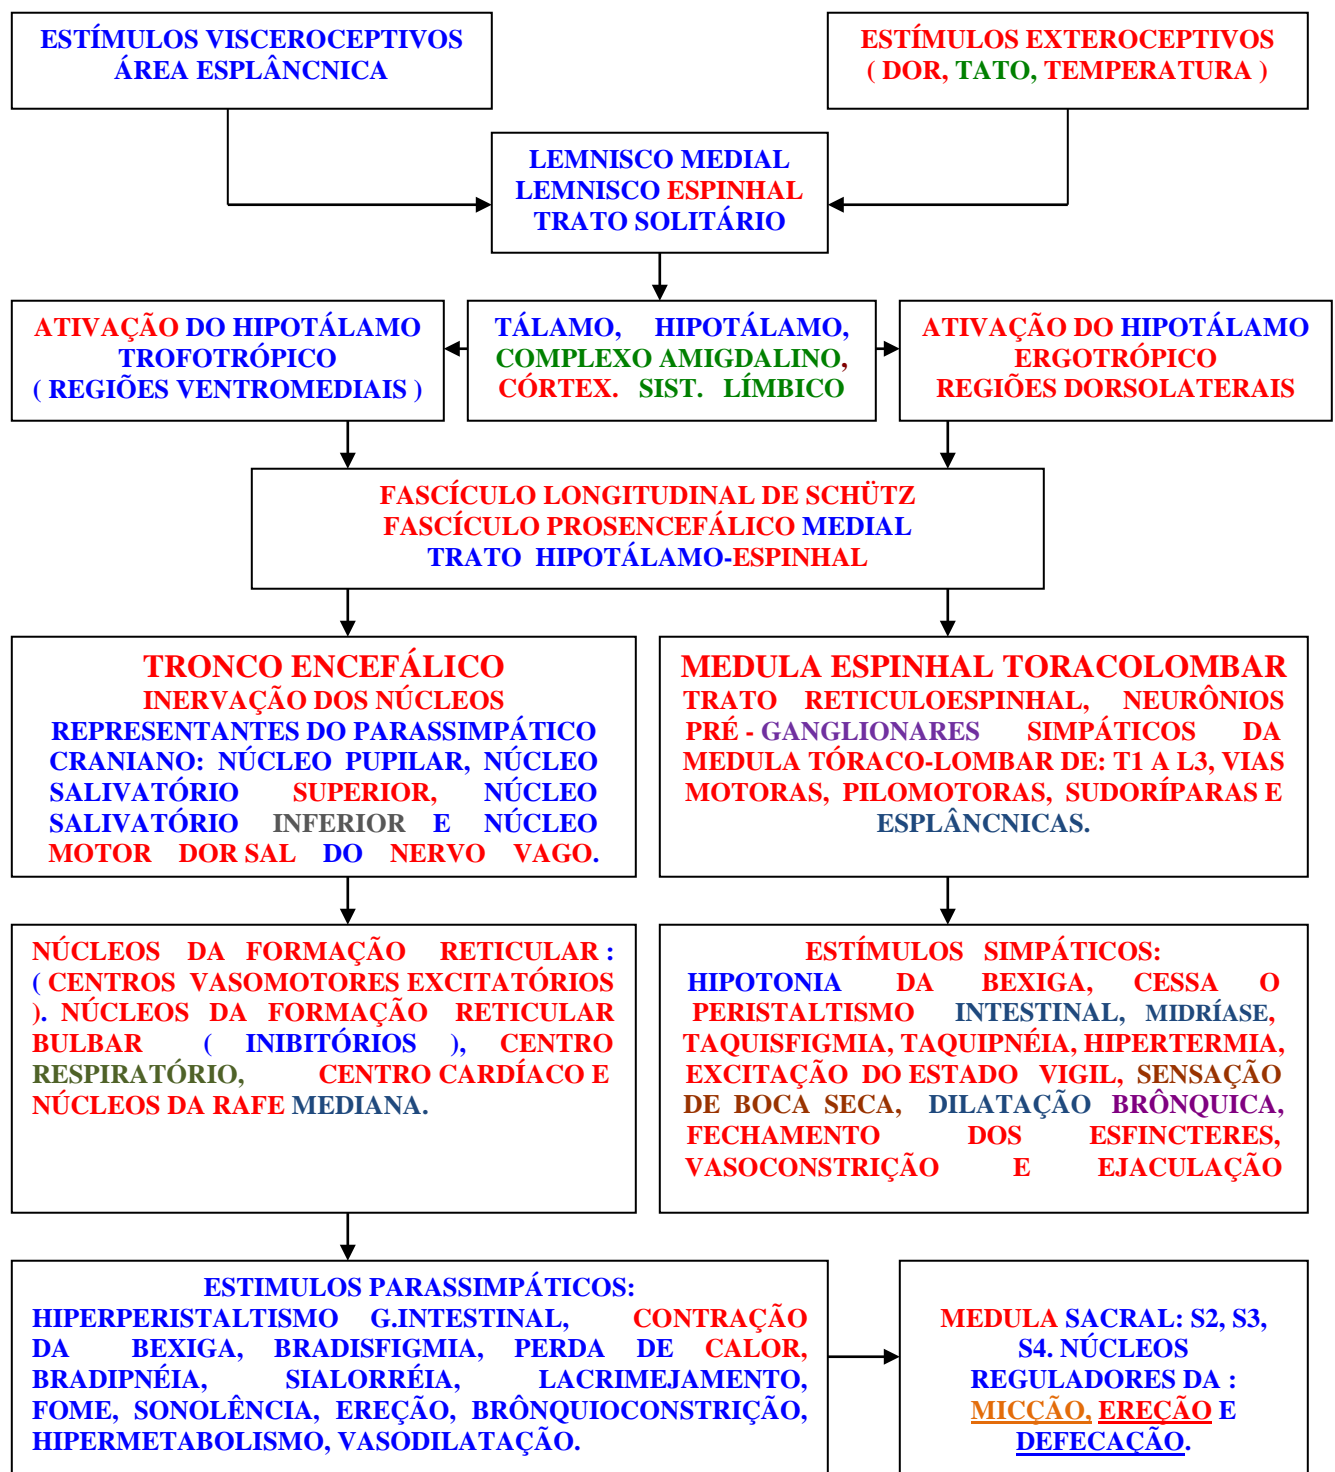 ESTÍMULOS VISCEROCEPTIVOS
ÁREA ESPLÂNCNICA
ESTÍMULOS EXTEROCEPTIVOS
( DOR, TATO, TEMPERATURA )
LEMNISCO MEDIAL
LEMNISCO ESPINHAL
TRATO SOLITÁRIO
ATIVAÇÃO DO HIPOTÁLAMO
TROFOTRÓPICO
( REGIÕES VENTROMEDIAIS )
TÁLAMO, HIPOTÁLAMO,
COMPLEXO AMIGDALINO,
CÓRTEX. SIST. LÍMBICO
ATIVAÇÃO DO HIPOTÁLAMO
ERGOTRÓPICO
REGIÕES DORSOLATERAIS
FASCÍCULO LONGITUDINAL DE SCHÜTZ
FASCÍCULO PROSENCEFÁLICO MEDIAL
TRATO HIPOTÁLAMO-ESPINHAL
TRONCO ENCEFÁLICO
INERVAÇÃO DOS NÚCLEOS
REPRESENTANTES DO PARASSIMPÁTICO
CRANIANO: NÚCLEO PUPILAR, NÚCLEO
SALIVATÓRIO SUPERIOR, NÚCLEO
SALIVATÓRIO INFERIOR E NÚCLEO
MOTOR DOR SAL DO NERVO VAGO.
MEDULA ESPINHAL TORACOLOMBAR
TRATO RETICULOESPINHAL, NEURÔNIOS
PRÉ - GANGLIONARES SIMPÁTICOS DA
MEDULA TÓRACO-LOMBAR DE: T1 A L3, VIAS
MOTORAS, PILOMOTORAS, SUDORÍPARAS E
ESPLÂNCNICAS.
NÚCLEOS DA FORMAÇÃO RETICULAR :
( CENTROS VASOMOTORES EXCITATÓRIOS
). NÚCLEOS DA FORMAÇÃO RETICULAR
BULBAR ( INIBITÓRIOS ), CENTRO
RESPIRATÓRIO, CENTRO CARDÍACO E
NÚCLEOS DA RAFE MEDIANA.
ESTÍMULOS SIMPÁTICOS:
HIPOTONIA DA BEXIGA, CESSA O
PERISTALTISMO INTESTINAL, MIDRÍASE,
TAQUISFIGMIA, TAQUIPNÉIA, HIPERTERMIA,
EXCITAÇÃO DO ESTADO VIGIL, SENSAÇÃO
DE BOCA SECA, DILATAÇÃO BRÔNQUICA,
FECHAMENTO DOS ESFINCTERES,
VASOCONSTRIÇÃO E EJACULAÇÃO
ESTIMULOS PARASSIMPÁTICOS:
HIPERPERISTALTISMO G.INTESTINAL, CONTRAÇÃO
DA BEXIGA, BRADISFIGMIA, PERDA DE CALOR,
BRADIPNÉIA, SIALORRÉIA, LACRIMEJAMENTO,
FOME, SONOLÊNCIA, EREÇÃO, BRÔNQUIOCONSTRIÇÃO,
HIPERMETABOLISMO, VASODILATAÇÃO.
MEDULA SACRAL: S2, S3,
S4. NÚCLEOS
REGULADORES DA :
MICÇÃO, EREÇÃO E
DEFECAÇÃO.